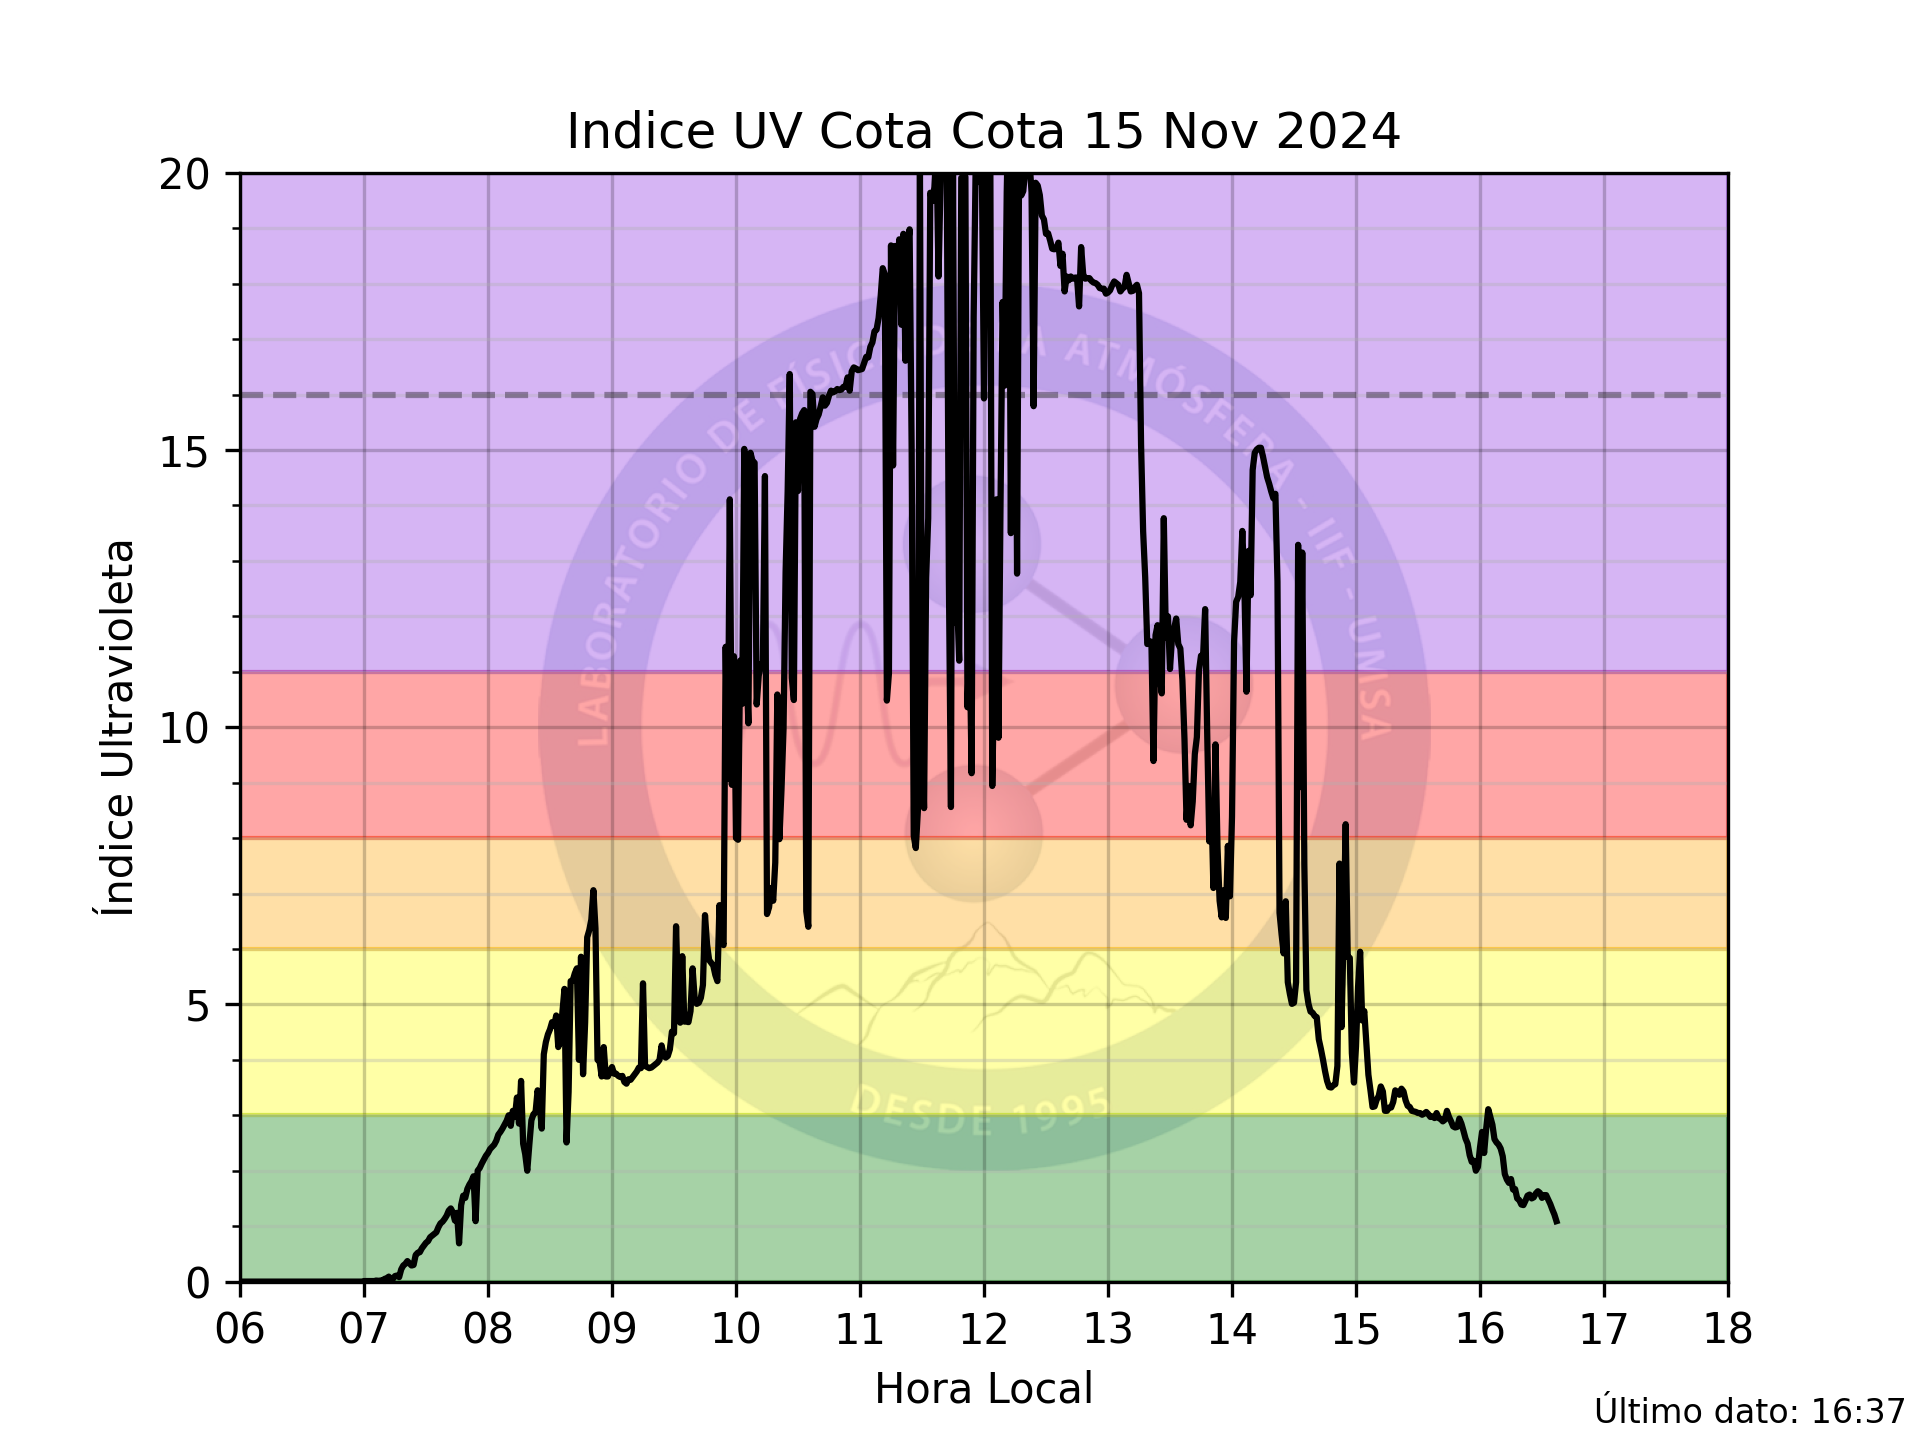 Indice UV Cota Cota 15 Nov 2024
20
15
10
5
0
Índice Ultravioleta
LABORATORIO DE FÍSICA DE LA ATMÓSFERA - IIF - UMSA
DESDE 1995
06 07 08 09 10 11 12 13 14 15 16 17 18
Hora Local
Último dato: 16:37